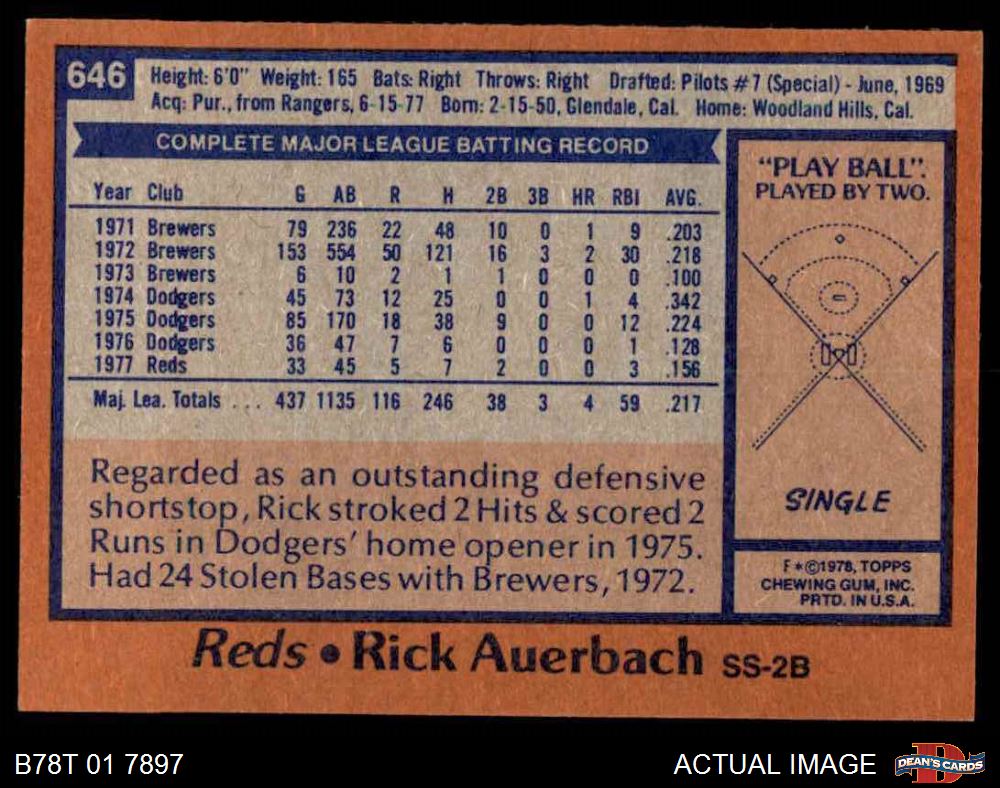 646
Height: 6'0" Weight: 165 Bats: Right Throws: Right Drafted: Pilots #7 (Special) - June, 1969
Acq: Pur., from Rangers, 6-15-77 Born: 2-15-50, Glendale, Cal. Home: Woodland Hills, Cal.
COMPLETE MAJOR LEAGUE BATTING RECORD
Year Club G AB R H 2B 3B HR RBI AVG.
1971 Brewers 79 236 22 48 10 0 1 9 .203
1972 Brewers 153 554 50 121 16 3 2 30 .218
1973 Brewers 6 10 2 1 1 0 0 0 .100
1974 Dodgers 45 73 12 25 0 0 1 4 .342
1975 Dodgers 85 170 18 38 9 0 0 12 .224
1976 Dodgers 36 47 7 6 0 0 0 1 .128
1977 Reds 33 45 5 7 2 0 0 3 .156
Maj. Lea. Totals ... 437 1135 116 246 38 3 4 59 .217
Regarded as an outstanding defensive
shortstop, Rick stroked 2 Hits & scored 2
Runs in Dodgers' home opener in 1975.
Had 24 Stolen Bases with Brewers, 1972.
"PLAY BALL":
PLAYED BY TWO.
SINGLE
F*©1978, TOPPS
CHEWING GUM, INC.
PRTD. IN U.S.A.
Reds • Rick Auerbach SS-2B
B78T 01 7897
ACTUAL IMAGE
D
DEAN'S CARDS